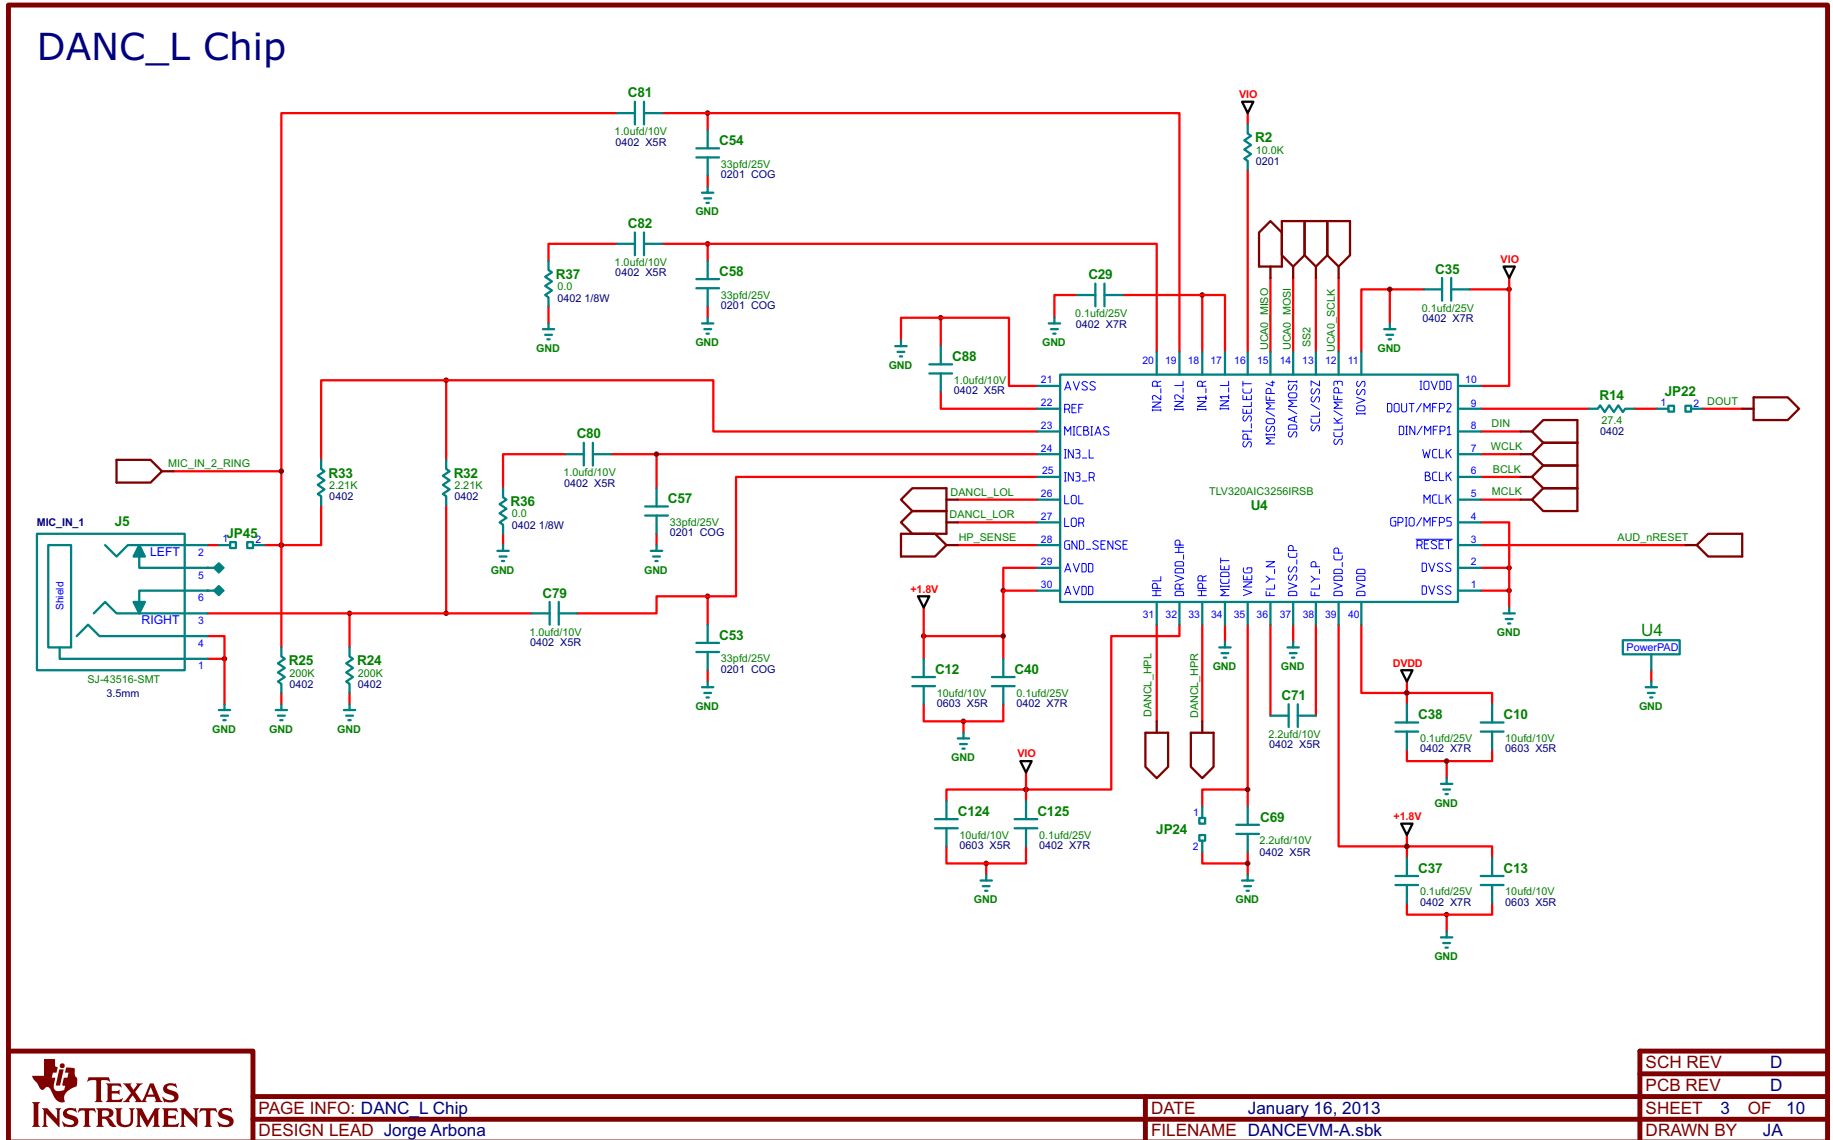 DANC_L Chip
C81
1.0ufd/10V
0402 X5R
C54
33pfd/25V
0201 COG
GND
VIO
R2
10.0K
0201
C82
1.0ufd/10V
0402 X5R
R37
0.0
0402 1/8W
GND
C58
33pfd/25V
0201 COG
GND
C29
0.1ufd/25V
0402 X7R
GND
UCA0_MISO
UCA0_MOSI
SS2
UCA0_SCLK
C35
0.1ufd/25V
0402 X7R
VIO
GND
GND
C88
1.0ufd/10V
0402 X5R
20 19 18 17 16 15 14 13 12 11
IN2_R
IN2_L
IN1_R
IN1_L
SPI_SELECT
MISO/MFP4
SDA/MOSI
SCL/SSZ
SCLK/MFP3
IOVSS
21 AVSS
22 REF
23 MICBIAS
24 IN3_L
25 IN3_R
26 LOL
27 LOR
28 GND_SENSE
29 AVDD
30 AVDD
IOVDD 10
DOUT/MFP2 9
DIN/MFP1 8
WCLK 7
BCLK 6
MCLK 5
GPIO/MFP5 4
RESET 3
DVSS 2
DVSS 1
TLV320AIC3256IRSB
U4
HPL
DRVDD_HP
HPR
MICDET
VNEG
FLY_N
DVSS_CP
FLY_P
DVDD_CP
DVDD
31 32 33 34 35 36 37 38 39 40
R14
27.4
0402
JP22
1 2
DOUT
DIN
WCLK
BCLK
MCLK
AUD_nRESET
GND
U4
PowerPAD
GND
MIC_IN_2_RING
R33
2.21K
0402
R32
2.21K
0402
C80
1.0ufd/10V
0402 X5R
R36
0.0
0402 1/8W
GND
C57
33pfd/25V
0201 COG
GND
DANCL_LOL
DANCL_LOR
HP_SENSE
MIC_IN_1
J5
JP45
1 2
LEFT
RIGHT
Shield
2
5
6
3
4
1
SJ-43516-SMT
3.5mm
GND
R25
200K
0402
GND
R24
200K
0402
GND
C79
1.0ufd/10V
0402 X5R
C53
33pfd/25V
0201 COG
GND
+1.8V
C12
10ufd/10V
0603 X5R
C40
0.1ufd/25V
0402 X7R
GND
VIO
C124
10ufd/10V
0603 X5R
C125
0.1ufd/25V
0402 X7R
GND
DANCL_HPL
DANCL_HPR
GND
GND
C71
2.2ufd/10V
0402 X5R
JP24
1
2
C69
2.2ufd/10V
0402 X5R
GND
DVDD
C38
0.1ufd/25V
0402 X7R
C10
10ufd/10V
0603 X5R
GND
+1.8V
C37
0.1ufd/25V
0402 X7R
C13
10ufd/10V
0603 X5R
GND
TEXAS
INSTRUMENTS
PAGE INFO: DANC_L Chip
DESIGN LEAD Jorge Arbona
DATE January 16, 2013
FILENAME DANCEVM-A.sbk
SCH REV D
PCB REV D
SHEET 3 OF 10
DRAWN BY JA